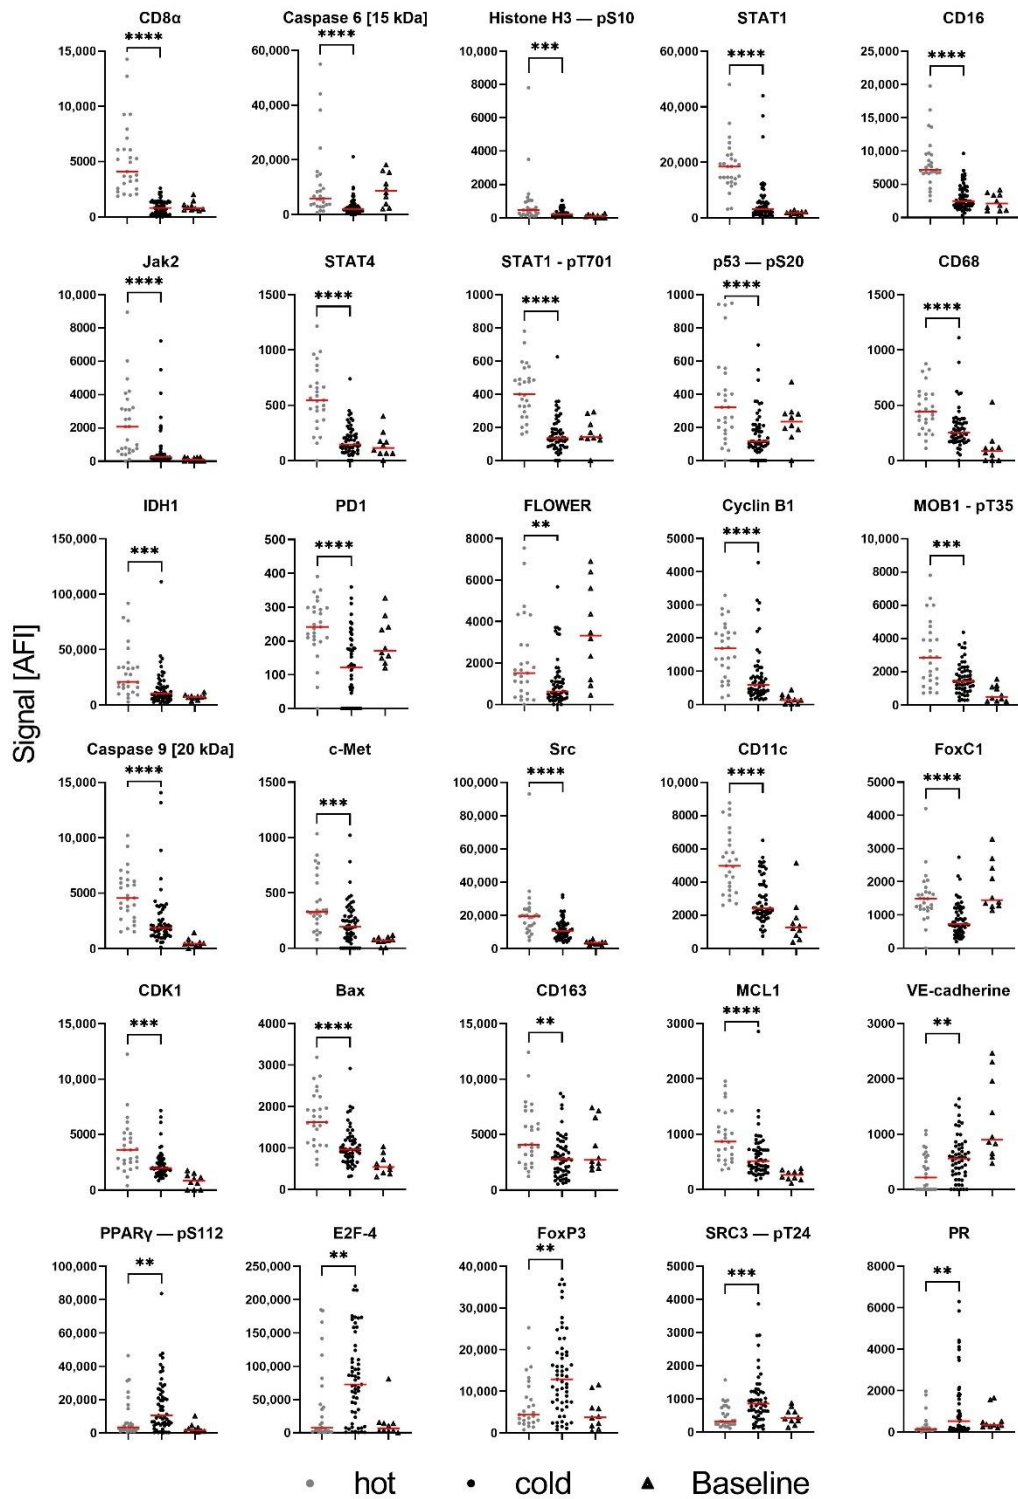 CD8α Caspase 6 [15 kDa] Histone H3 — pS10 STAT1 CD16
**** **** *** **** ****
15,000 60,000 10,000 60,000 25,000
8000 20,000
10,000 40,000 40,000
6000 15,000
4000 10,000
5000 20,000 20,000
2000 5000
0 0 0 0 0
Jak2 STAT4 STAT1 - pT701 p53 — pS20 CD68
**** **** **** **** ****
10,000 1500 1000 1000 1500
8000 800 800
1000 1000
6000 600 600
4000 400 400
500 500
2000 200 200
0 0 0 0 0
IDH1 PD1 FLOWER Cyclin B1 MOB1 - pT35
*** **** ** **** ***
150,000 500 8000 5000 10,000
400 4000 8000
6000
100,000 300 3000 6000
4000
200 2000 4000
50,000
2000
100 1000 2000
0 0 0 0 0
Signal [AFI]
Caspase 9 [20 kDa] c-Met Src CD11c FoxC1
**** *** **** **** ****
15,000 1500 100,000 10,000 5000
80,000 8000 4000
10,000 1000
60,000 6000 3000
40,000 4000 2000
5000 500
20,000 2000 1000
0 0 0 0 0
CDK1 Bax CD163 MCL1 VE-cadherine
*** **** ** **** **
15,000 4000 15,000 3000 3000
3000
10,000 10,000 2000 2000
2000
5000 5000 1000 1000
1000
0 0 0 0 0
PPARγ — pS112 E2F-4 FoxP3 SRC3 — pT24 PR
** ** ** *** **
100,000 250,000 40,000 5000 8000
80,000 200,000 4000
30,000 6000
60,000 150,000 3000
20,000 4000
40,000 100,000 2000
10,000 2000
20,000 50,000 1000
0 0 0 0 0
hot cold Baseline